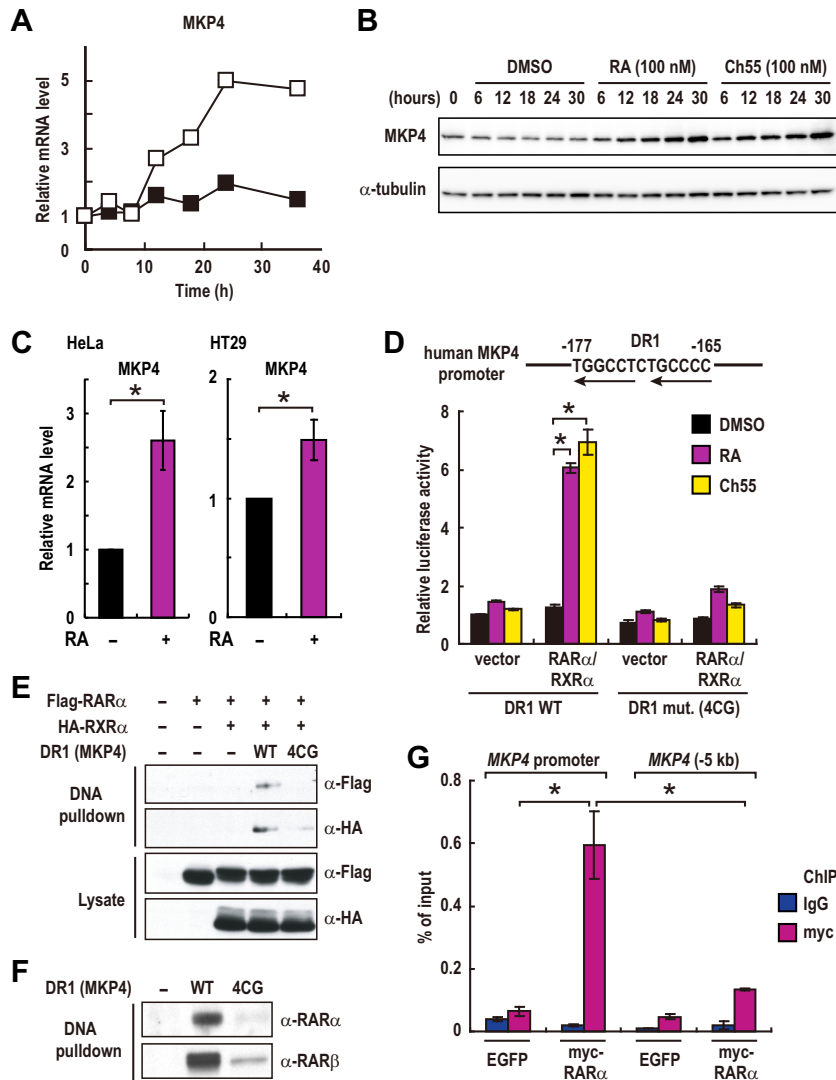 A
MKP4
Relative mRNA level
5
3
1
0
0 10 20 30 40
Time (h)
B
DMSO RA (100 nM) Ch55 (100 nM)
(hours) 0 6 12 18 24 30 6 12 18 24 30 6 12 18 24 30
MKP4
α-tubulin
C
HeLa
MKP4
*
Relative mRNA level
3
2
1
0
RA – +
HT29
MKP4
*
2
1
0
– +
D
human MKP4 promoter
-177 DR1 -165
TGGCCTCTGCCCC
Relative luciferase activity
8
6
4
2
0
*
*
DMSO
RA
Ch55
vector RARα/RXRα vector RARα/RXRα
DR1 WT DR1 mut. (4CG)
E
Flag-RARα – + + + +
HA-RXRα – – + + +
DR1 (MKP4) – – – WT 4CG
DNA pulldown
α-Flag
α-HA
Lysate
α-Flag
α-HA
F
DR1 (MKP4) – WT 4CG
DNA pulldown
α-RARα
α-RARβ
G
MKP4 promoter MKP4 (-5 kb)
* *
% of input
0.8
0.6
0.4
0.2
0
ChIP
IgG
myc
EGFP myc-RARα EGFP myc-RARα